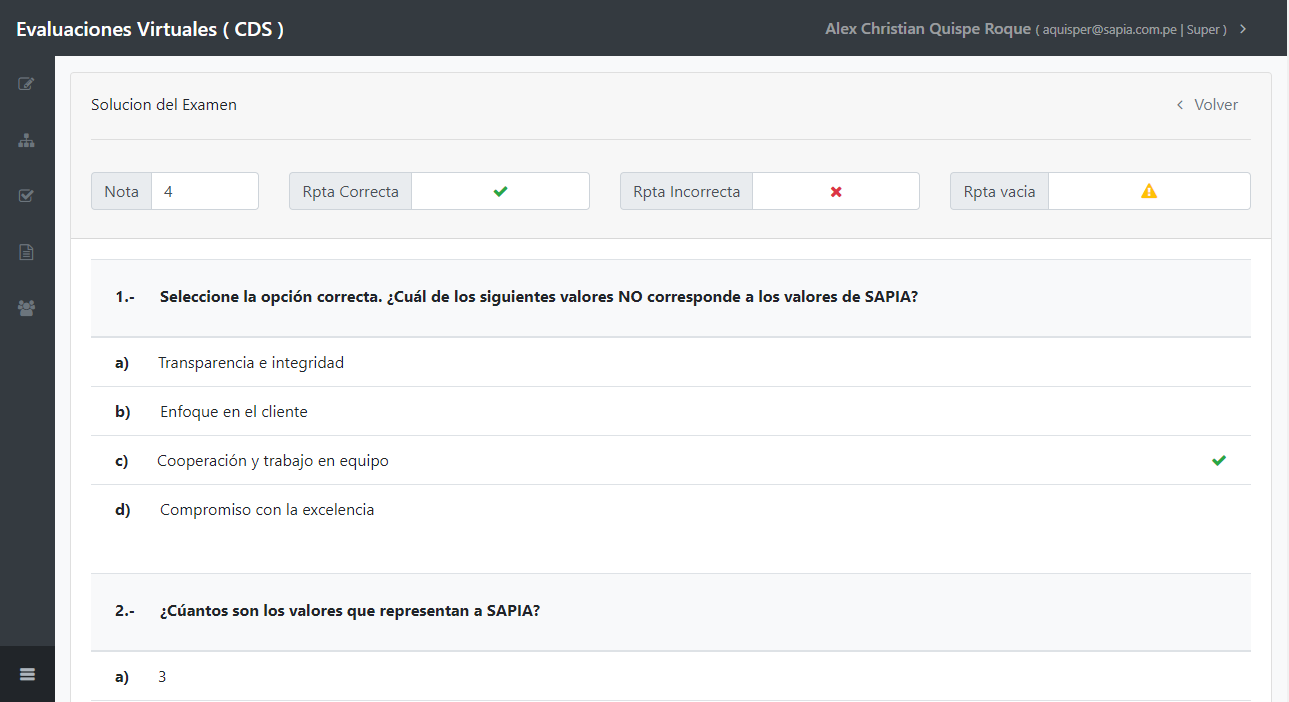 Evaluaciones Virtuales ( CDS )
Alex Christian Quispe Roque ( aquisper@sapia.com.pe | Super )
Solucion del Examen
Volver
Nota 4
Rpta Correcta
Rpta Incorrecta
Rpta vacia
1.- Seleccione la opción correcta. ¿Cuál de los siguientes valores NO corresponde a los valores de SAPIA?
a) Transparencia e integridad
b) Enfoque en el cliente
c) Cooperación y trabajo en equipo
d) Compromiso con la excelencia
2.- ¿Cúantos son los valores que representan a SAPIA?
a) 3